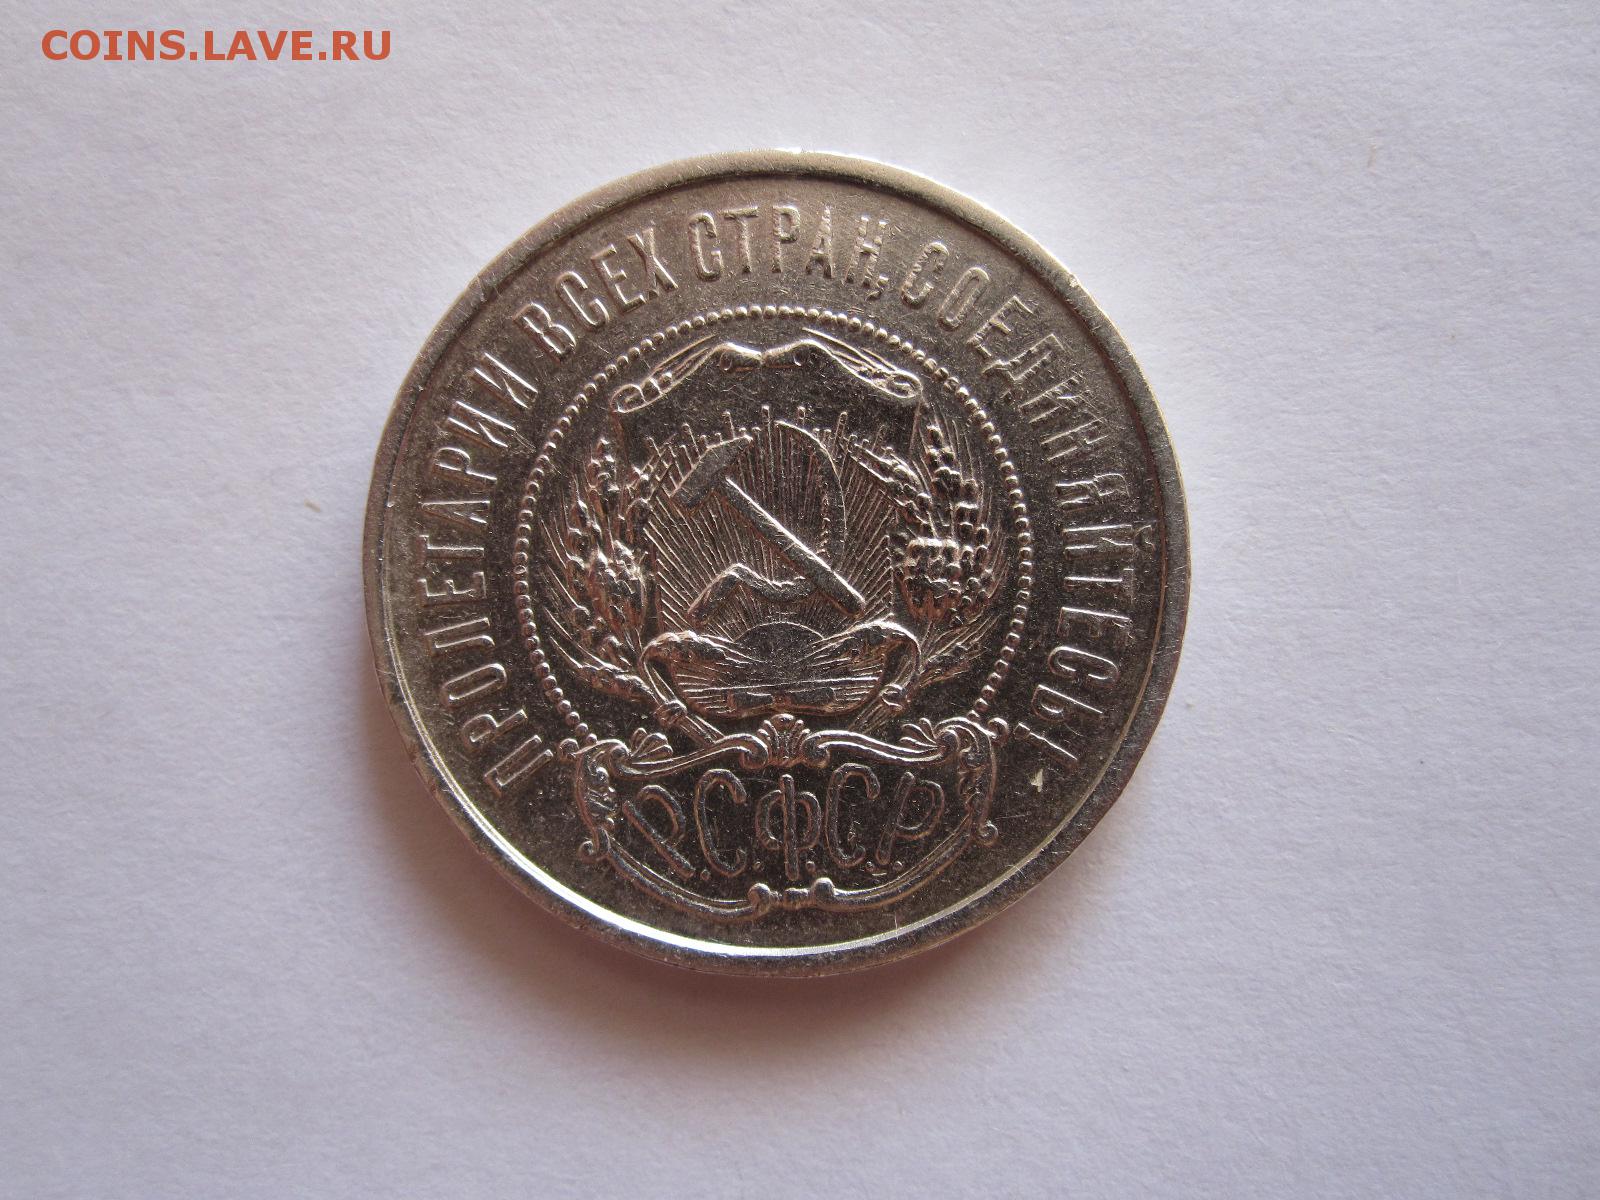 COINS.LAVE.RU
ПРОЛЕТАРИИ ВСЕХ СТРАН, СОЕДИНЯЙТЕСЬ!
Р.С.Ф.С.Р.